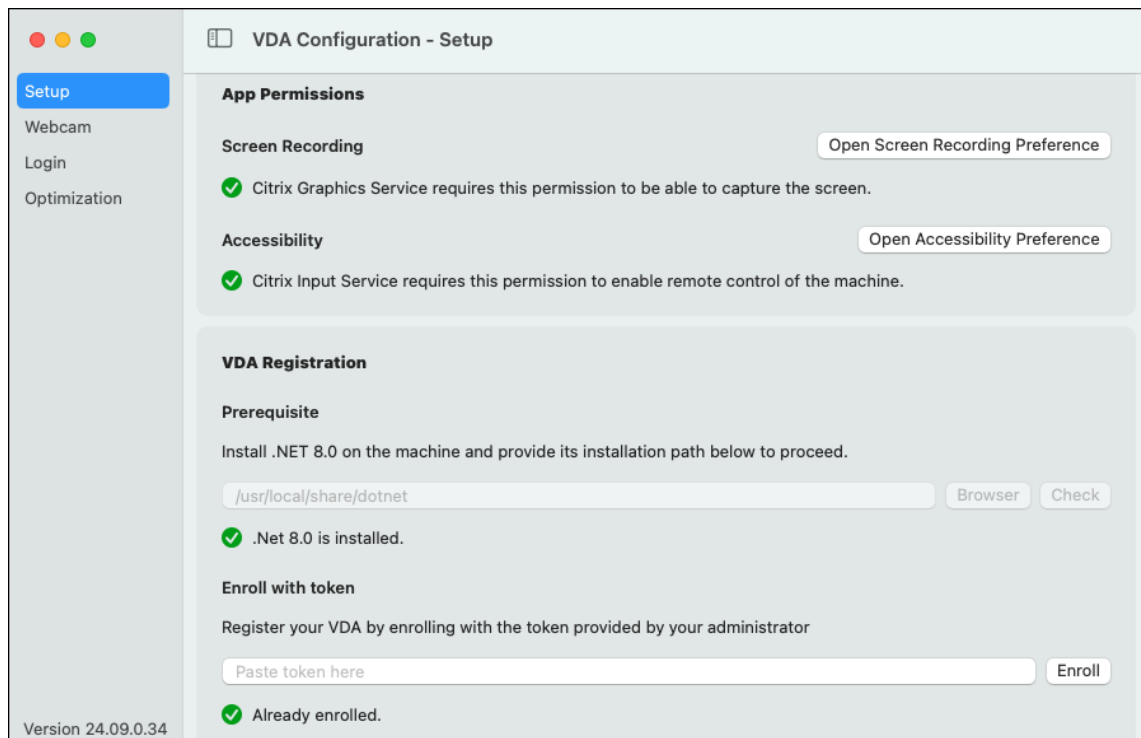 VDA Configuration - Setup
Setup
Webcam
Login
Optimization
Version 24.09.0.34
App Permissions
Screen Recording
Open Screen Recording Preference
Citrix Graphics Service requires this permission to be able to capture the screen.
Accessibility
Open Accessibility Preference
Citrix Input Service requires this permission to enable remote control of the machine.
VDA Registration
Prerequisite
Install .NET 8.0 on the machine and provide its installation path below to proceed.
/usr/local/share/dotnet
Browser
Check
.Net 8.0 is installed.
Enroll with token
Register your VDA by enrolling with the token provided by your administrator
Paste token here
Enroll
Already enrolled.